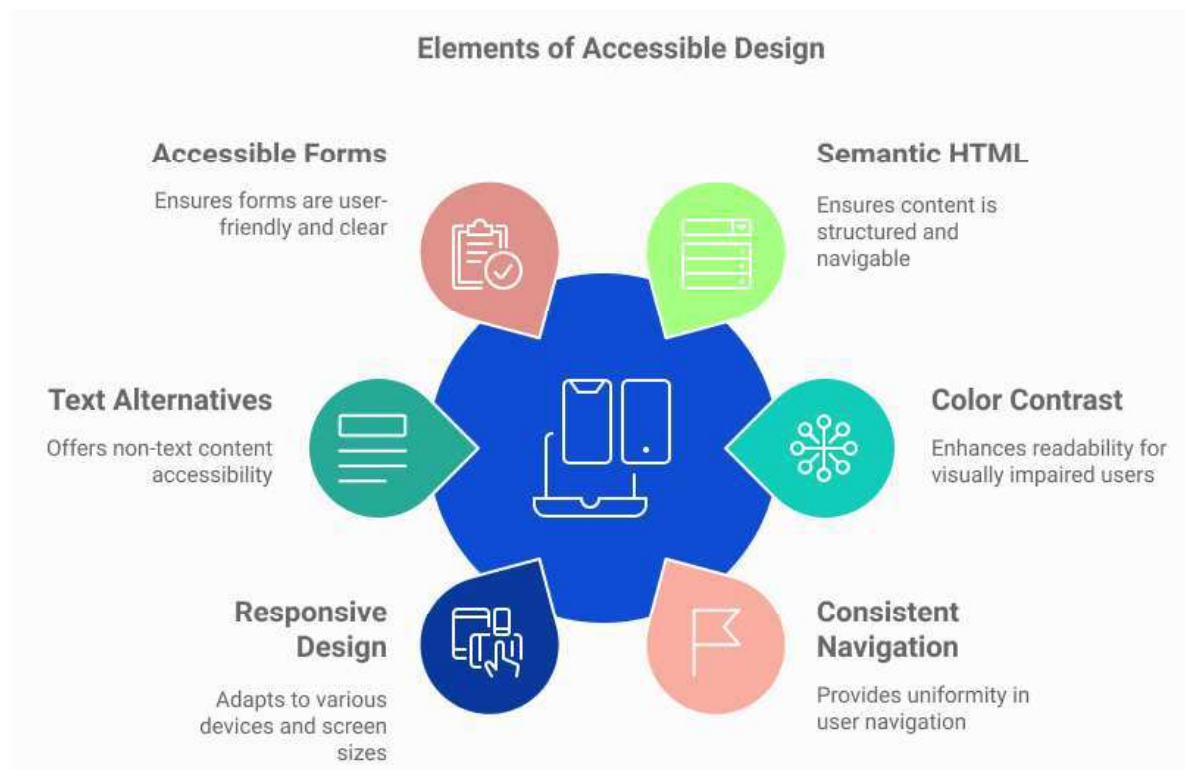 Elements of Accessible Design
Accessible Forms
Ensures forms are user-
friendly and clear
Semantic HTML
Ensures content is
structured and
navigable
Text Alternatives
Offers non-text content
accessibility
Color Contrast
Enhances readability for
visually impaired users
Responsive
Design
Adapts to various
devices and screen
sizes
Consistent
Navigation
Provides uniformity in
user navigation